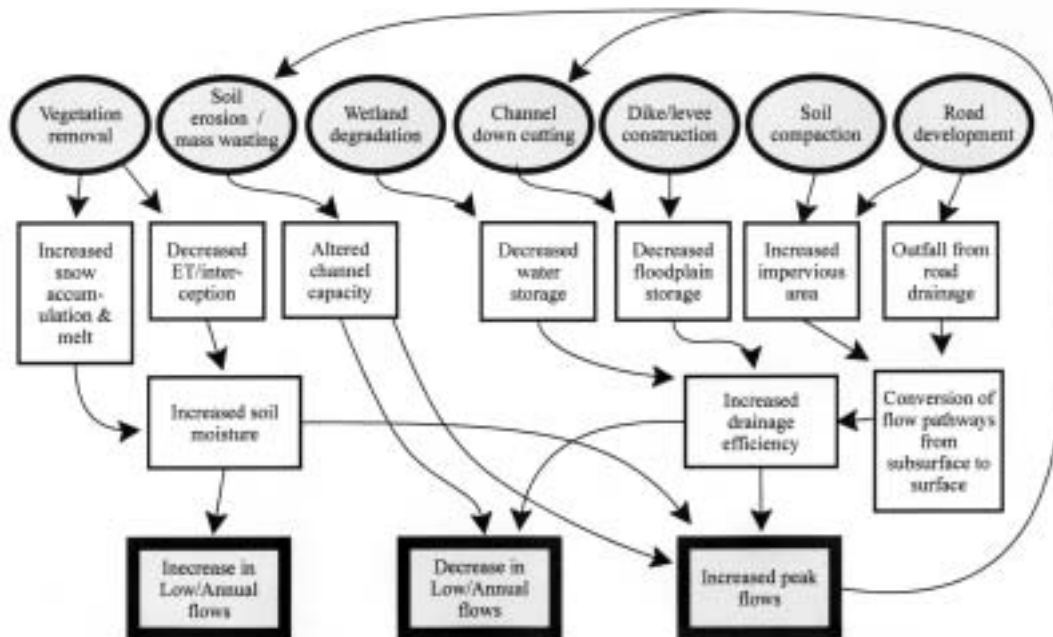 Vegetation
removal
Soil
erosion /
mass wasting
Wetland
degradation
Channel
down cutting
Dike/levee
construction
Soil
compaction
Road
development
Increased
snow
accum-
ulation &
melt
Decreased
ET/inter-
ception
Altered
channel
capacity
Decreased
water
storage
Decreased
floodplain
storage
Increased
impervious
area
Outfall from
road
drainage
Increased soil
moisture
Increased
drainage
efficiency
Conversion of
flow pathways
from
subsurface to
surface
Inecrease in
Low/Annual
flows
Decrease in
Low/Annual
flows
Increased peak
flows